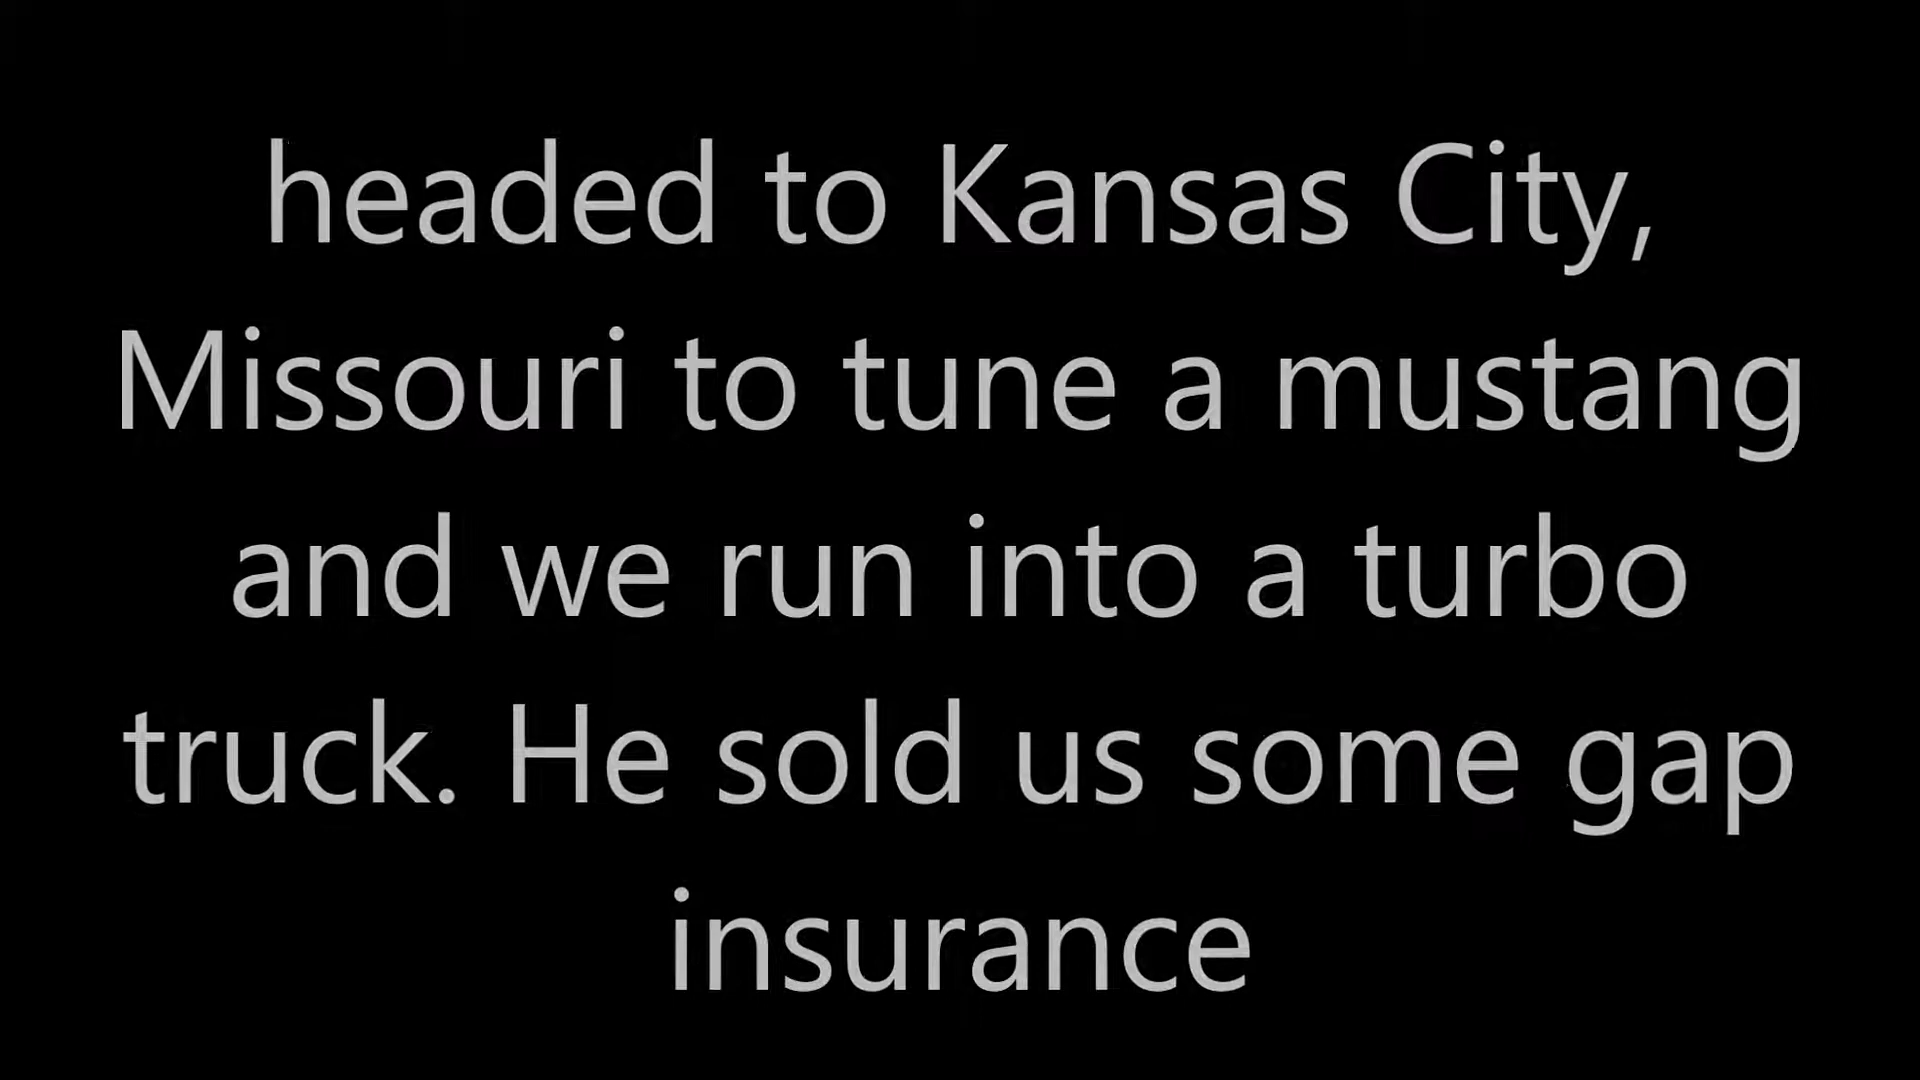 headed to Kansas City,
Missouri to tune a mustang
and we run into a turbo
truck. He sold us some gap
insurance